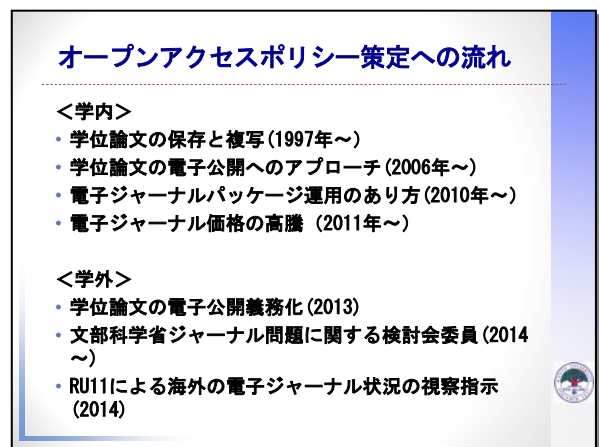 オープンアクセスポリシー策定への流れ
＜学内＞
・学位論文の保存と複写(1997年～)
・学位論文の電子公開へのアプローチ(2006年～)
・電子ジャーナルパッケージ運用のあり方(2010年～)
・電子ジャーナル価格の高騰 (2011年～)
＜学外＞
・学位論文の電子公開義務化(2013)
・文部科学省ジャーナル問題に関する検討会委員(2014
～)
・RU11による海外の電子ジャーナル状況の視察指示
(2014)